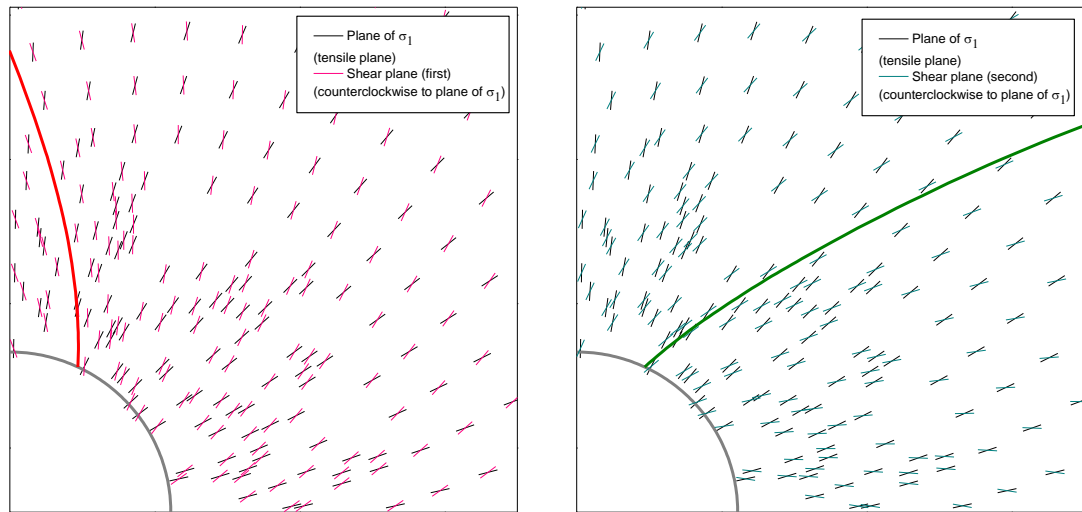 Plane of σ1
(tensile plane)
Shear plane (first)
(counterclockwise to plane of σ1)
Plane of σ1
(tensile plane)
Shear plane (second)
(counterclockwise to plane of σ1)